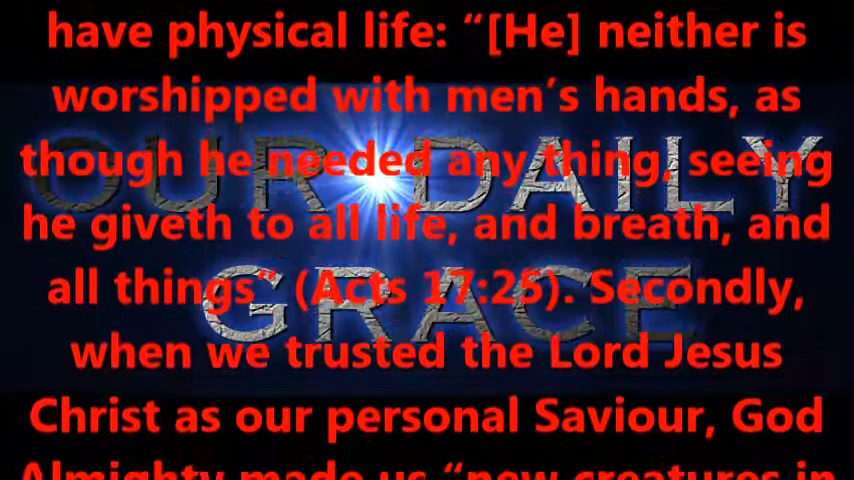 have physical life: “[He] neither is
worshipped with men’s hands, as
though he needed any thing, seeing
he giveth to all life, and breath, and
all things” (Acts 17:25). Secondly,
when we trusted the Lord Jesus
Christ as our personal Saviour, God
Almighty made us “new creatures in
OUR DAILY
GRACE